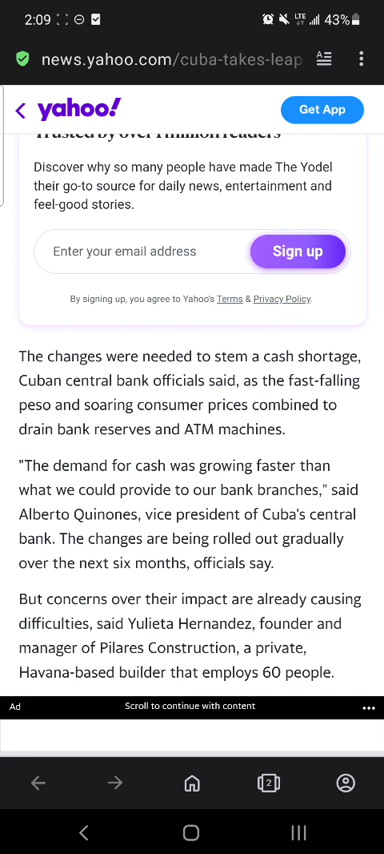 2:09
LTE 43%
news.yahoo.com/cuba-takes-leap
yahoo!
Get App
Trusted by over 1 million readers
Discover why so many people have made The Yodel
their go-to source for daily news, entertainment and
feel-good stories.
Enter your email address
Sign up
By signing up, you agree to Yahoo's Terms & Privacy Policy.
The changes were needed to stem a cash shortage,
Cuban central bank officials said, as the fast-falling
peso and soaring consumer prices combined to
drain bank reserves and ATM machines.
"The demand for cash was growing faster than
what we could provide to our bank branches," said
Alberto Quinones, vice president of Cuba's central
bank. The changes are being rolled out gradually
over the next six months, officials say.
But concerns over their impact are already causing
difficulties, said Yulieta Hernandez, founder and
manager of Pilares Construction, a private,
Havana-based builder that employs 60 people.
Ad
Scroll to continue with content
2